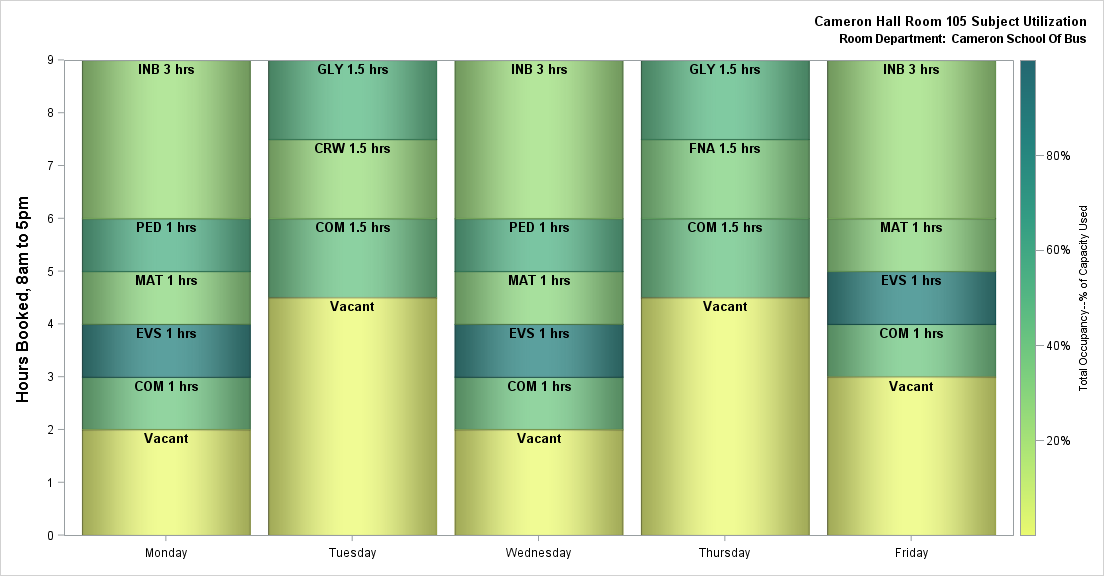 Cameron Hall Room 105 Subject Utilization
Room Department: Cameron School Of Bus
Hours Booked, 8am to 5pm
9
8
7
6
5
4
3
2
1
0
INB 3 hrs
PED 1 hrs
MAT 1 hrs
EVS 1 hrs
COM 1 hrs
Vacant
GLY 1.5 hrs
CRW 1.5 hrs
COM 1.5 hrs
Vacant
INB 3 hrs
PED 1 hrs
MAT 1 hrs
EVS 1 hrs
COM 1 hrs
Vacant
GLY 1.5 hrs
FNA 1.5 hrs
COM 1.5 hrs
Vacant
INB 3 hrs
MAT 1 hrs
EVS 1 hrs
COM 1 hrs
Vacant
Monday
Tuesday
Wednesday
Thursday
Friday
80%
60%
40%
20%
Total Occupancy--% of Capacity Used